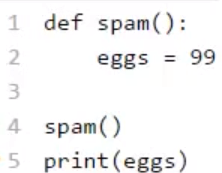 1 def spam():
2     eggs = 99
3
4 spam()
5 print(eggs)